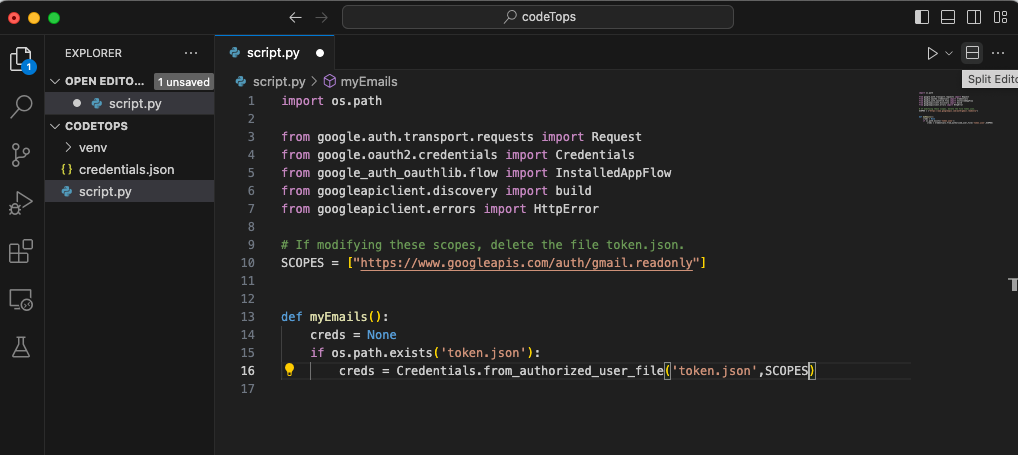 codeTops
EXPLORER
script.py
Split Edito
1
OPEN EDITO...
1 unsaved
script.py
myEmails
script.py
CODETOPS
venv
{} credentials.json
script.py
1 import os.path
2
3 from google.auth.transport.requests import Request
4 from google.oauth2.credentials import Credentials
5 from google_auth_oauthlib.flow import InstalledAppFlow
6 from googleapiclient.discovery import build
7 from googleapiclient.errors import HttpError
8
9 # If modifying these scopes, delete the file token.json.
10 SCOPES = ["https://www.googleapis.com/auth/gmail.readonly"]
11
12
13 def myEmails():
14 creds = None
15 if os.path.exists('token.json'):
16 creds = Credentials.from_authorized_user_file('token.json',SCOPES)
17